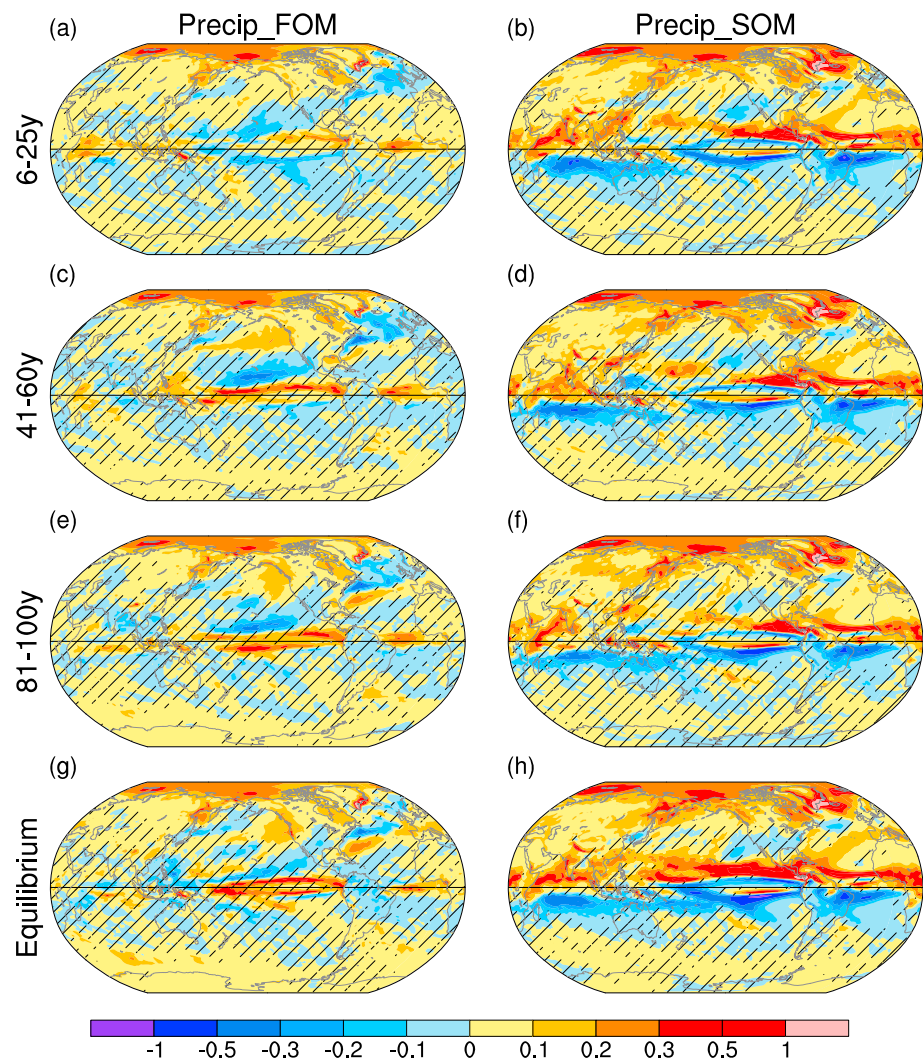 Precip_FOM Precip_SOM
(a) (b)
6-25y
(c) (d)
41-60y
(e) (f)
81-100y
(g) (h)
Equilibrium
-1 -0.5 -0.3 -0.2 -0.1 0 0.1 0.2 0.3 0.5 1